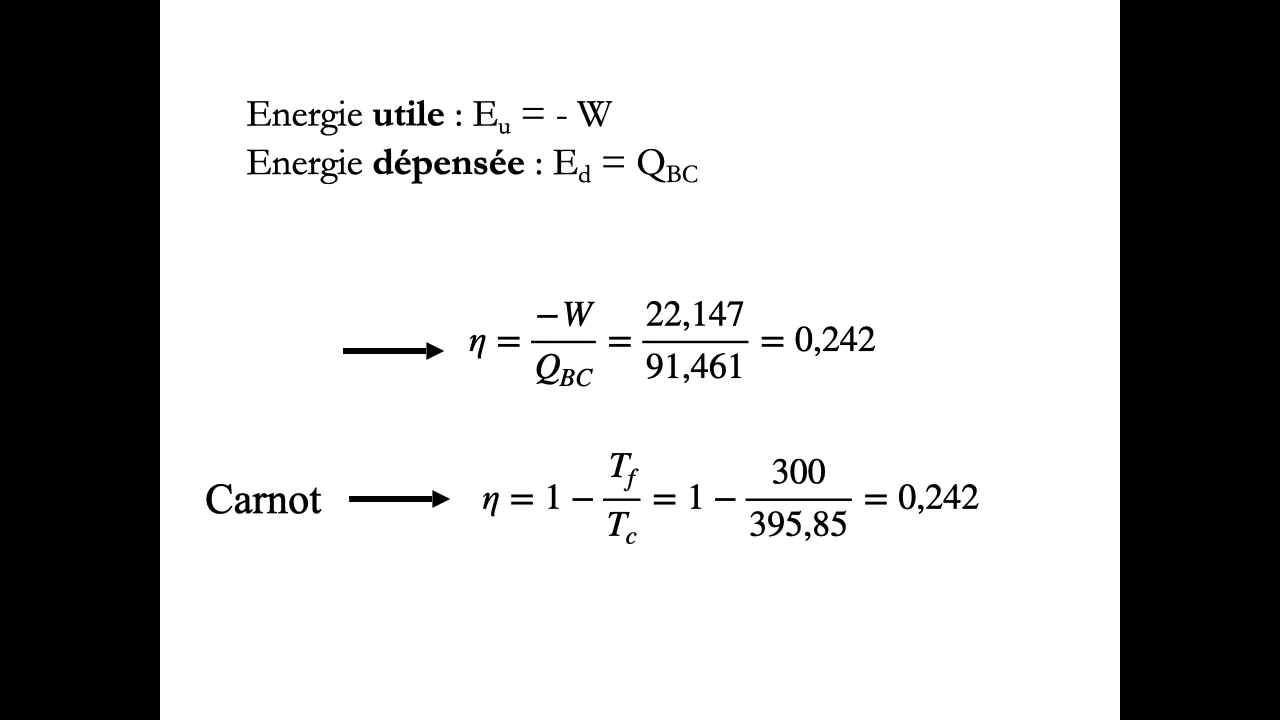 Energie utile : Eu = - W
Energie dépensée : Ed = QBC
η = −W / QBC = 22,147 / 91,461 = 0,242
Carnot η = 1 − Tf / Tc = 1 − 300 / 395,85 = 0,242